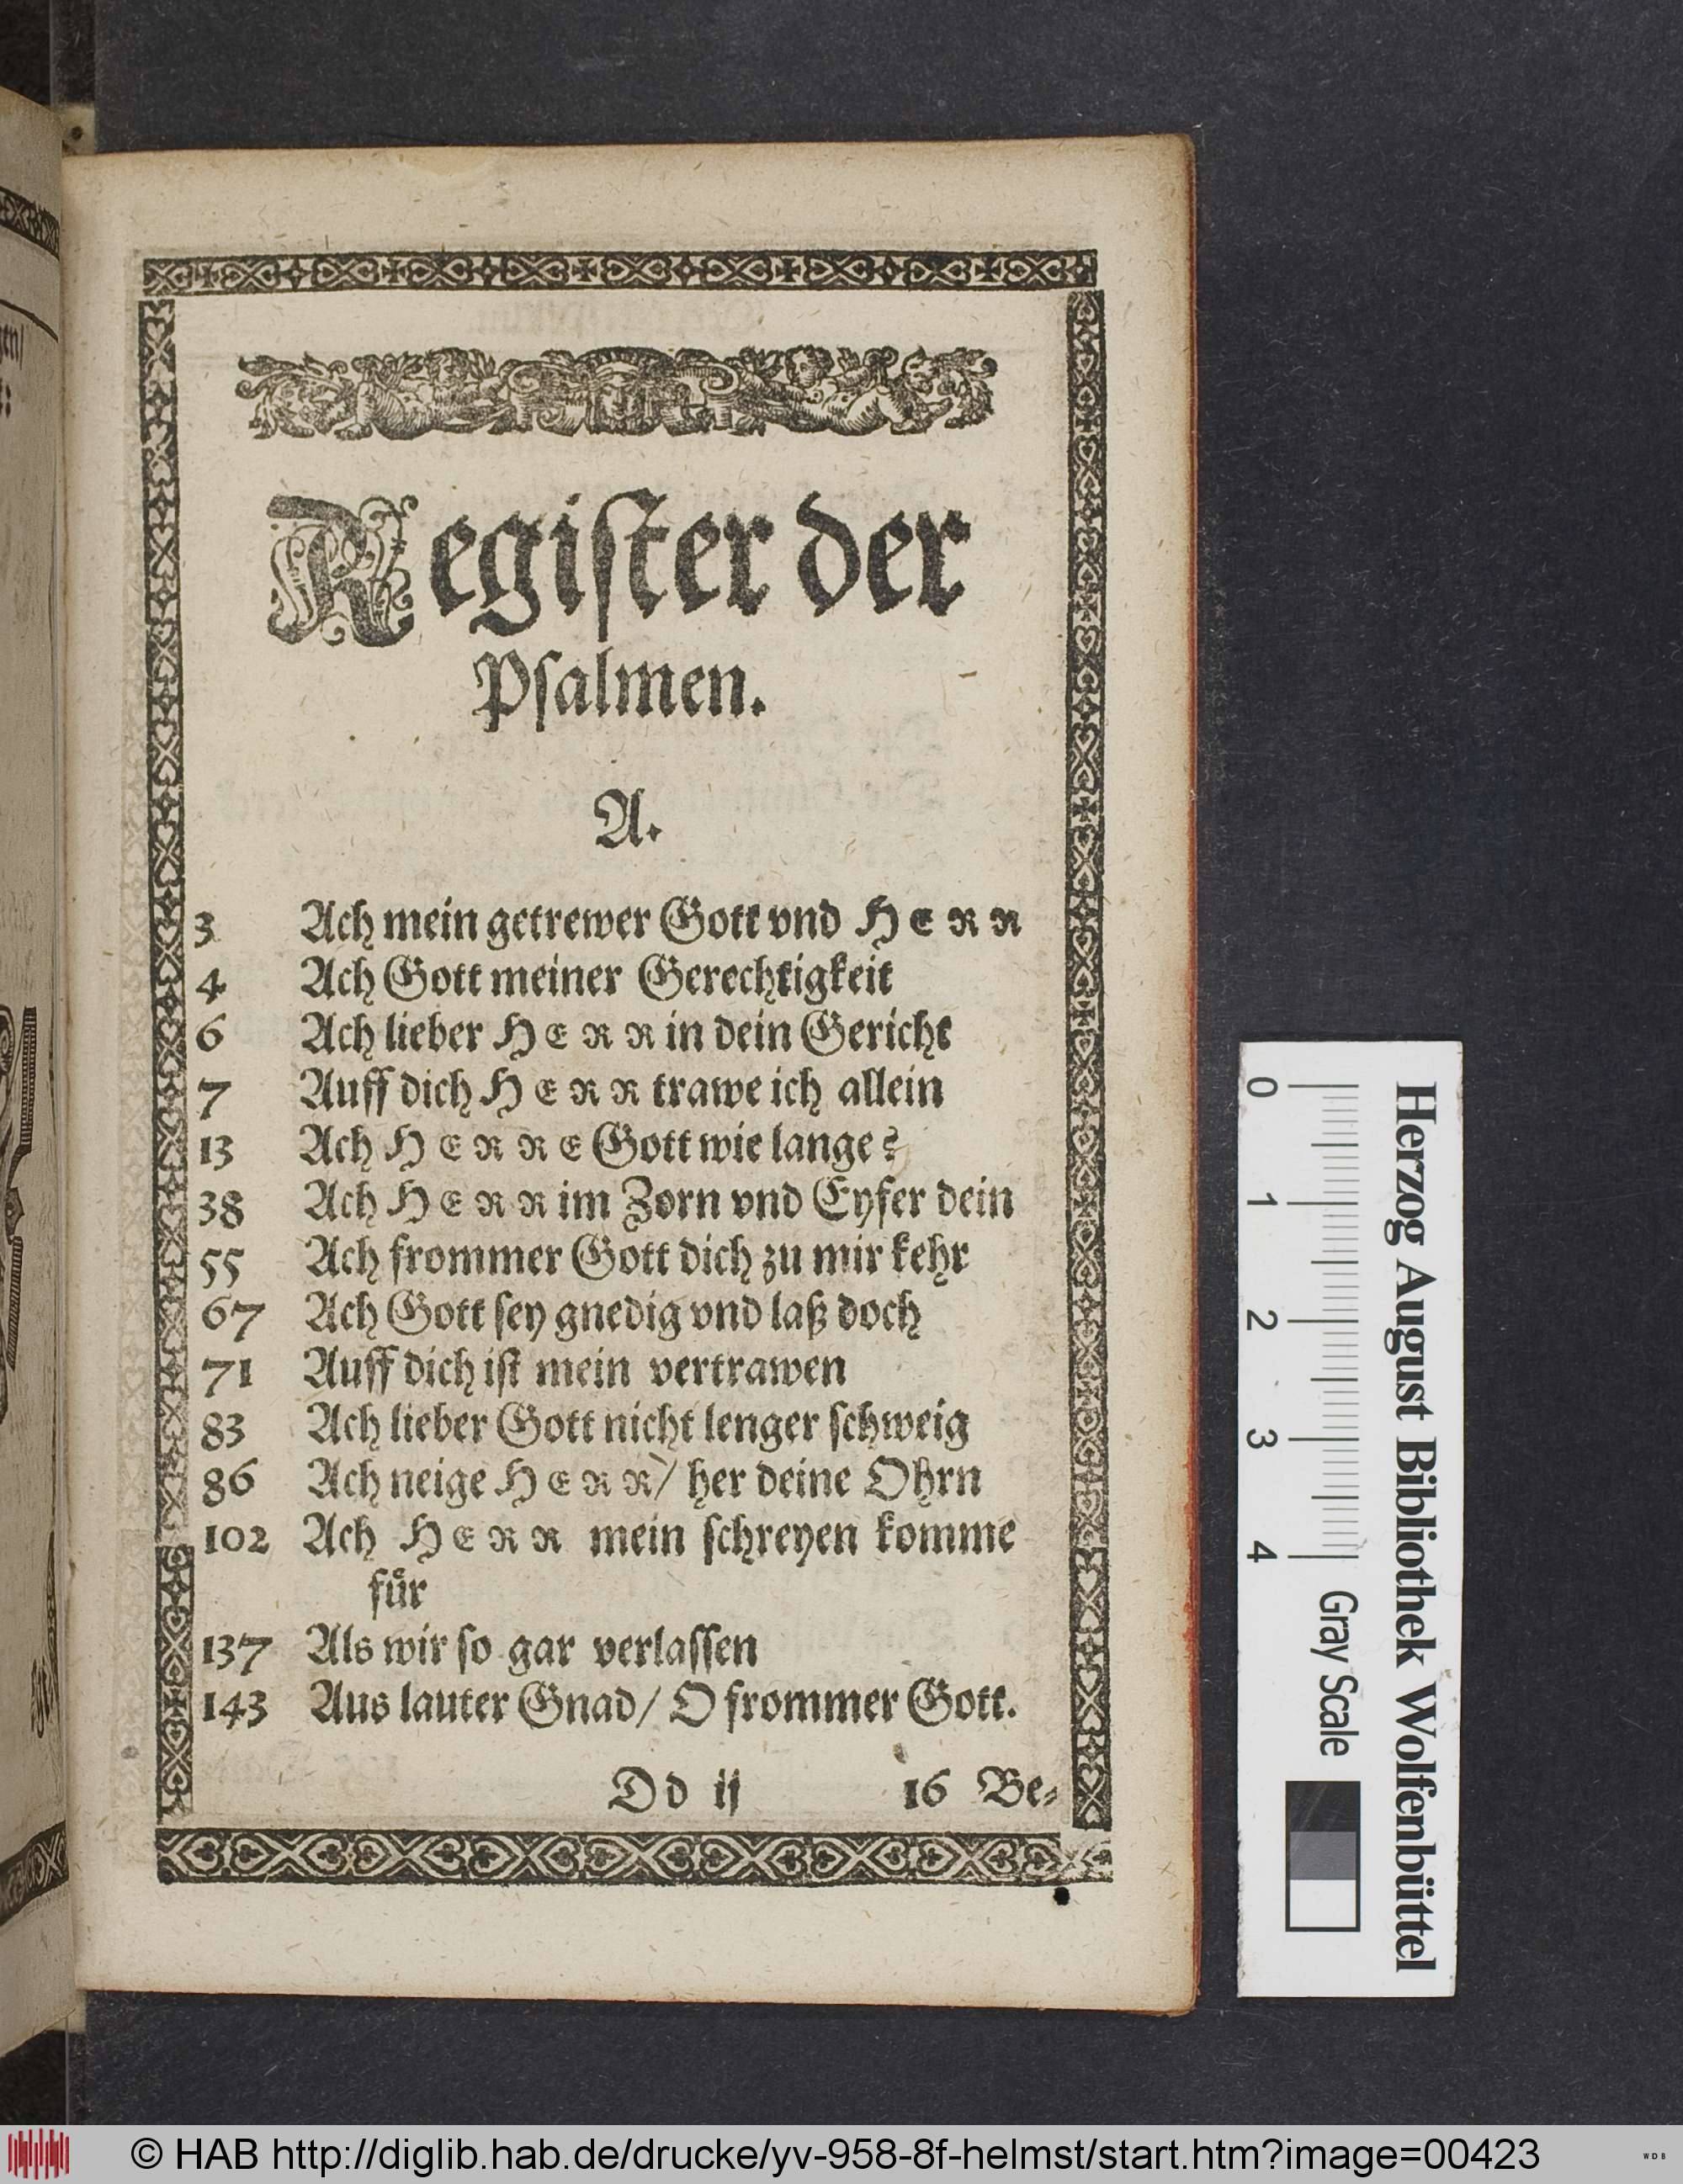 Register der
Psalmen.
A.
3 Ach mein getrewer Gott vnd HERR
4 Ach Gott meiner Gerechtigkeit
6 Ach lieber HERR in dein Gericht
7 Auff dich HERR trawe ich allein
13 Ach HERRE Gott wie lange?
38 Ach HERR im Zorn vnd Eyfer dein
55 Ach frommer Gott dich zu mir kehr
67 Ach Gott sey gnedig vnd laß doch
71 Auff dich ist mein vertrawen
83 Ach lieber Gott nicht lenger schweig
86 Ach neige HERR/ her deine Ohrn
102 Ach HERR mein schreyen komme
fuͤr
137 Als wir so gar verlassen
143 Aus lauter Gnad/ O frommer Gott.
Dd ij 16 Be-
Herzog August Bibliothek Wolfenbüttel
0 1 2 3 4 Gray Scale
© HAB http://diglib.hab.de/drucke/yv-958-8f-helmst/start.htm?image=00423
WDB